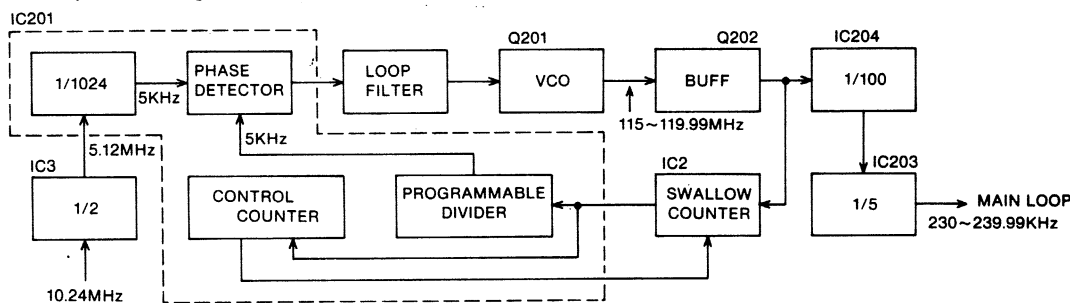 IC201
1/1024
5KHz
PHASE
DETECTOR
LOOP
FILTER
Q201
VCO
115~119.99MHz
Q202
BUFF
IC204
1/100
5.12MHz
5KHz
IC3
1/2
10.24MHz
CONTROL
COUNTER
PROGRAMMABLE
DIVIDER
IC2
SWALLOW
COUNTER
IC203
1/5
MAIN LOOP
230~239.99KHz